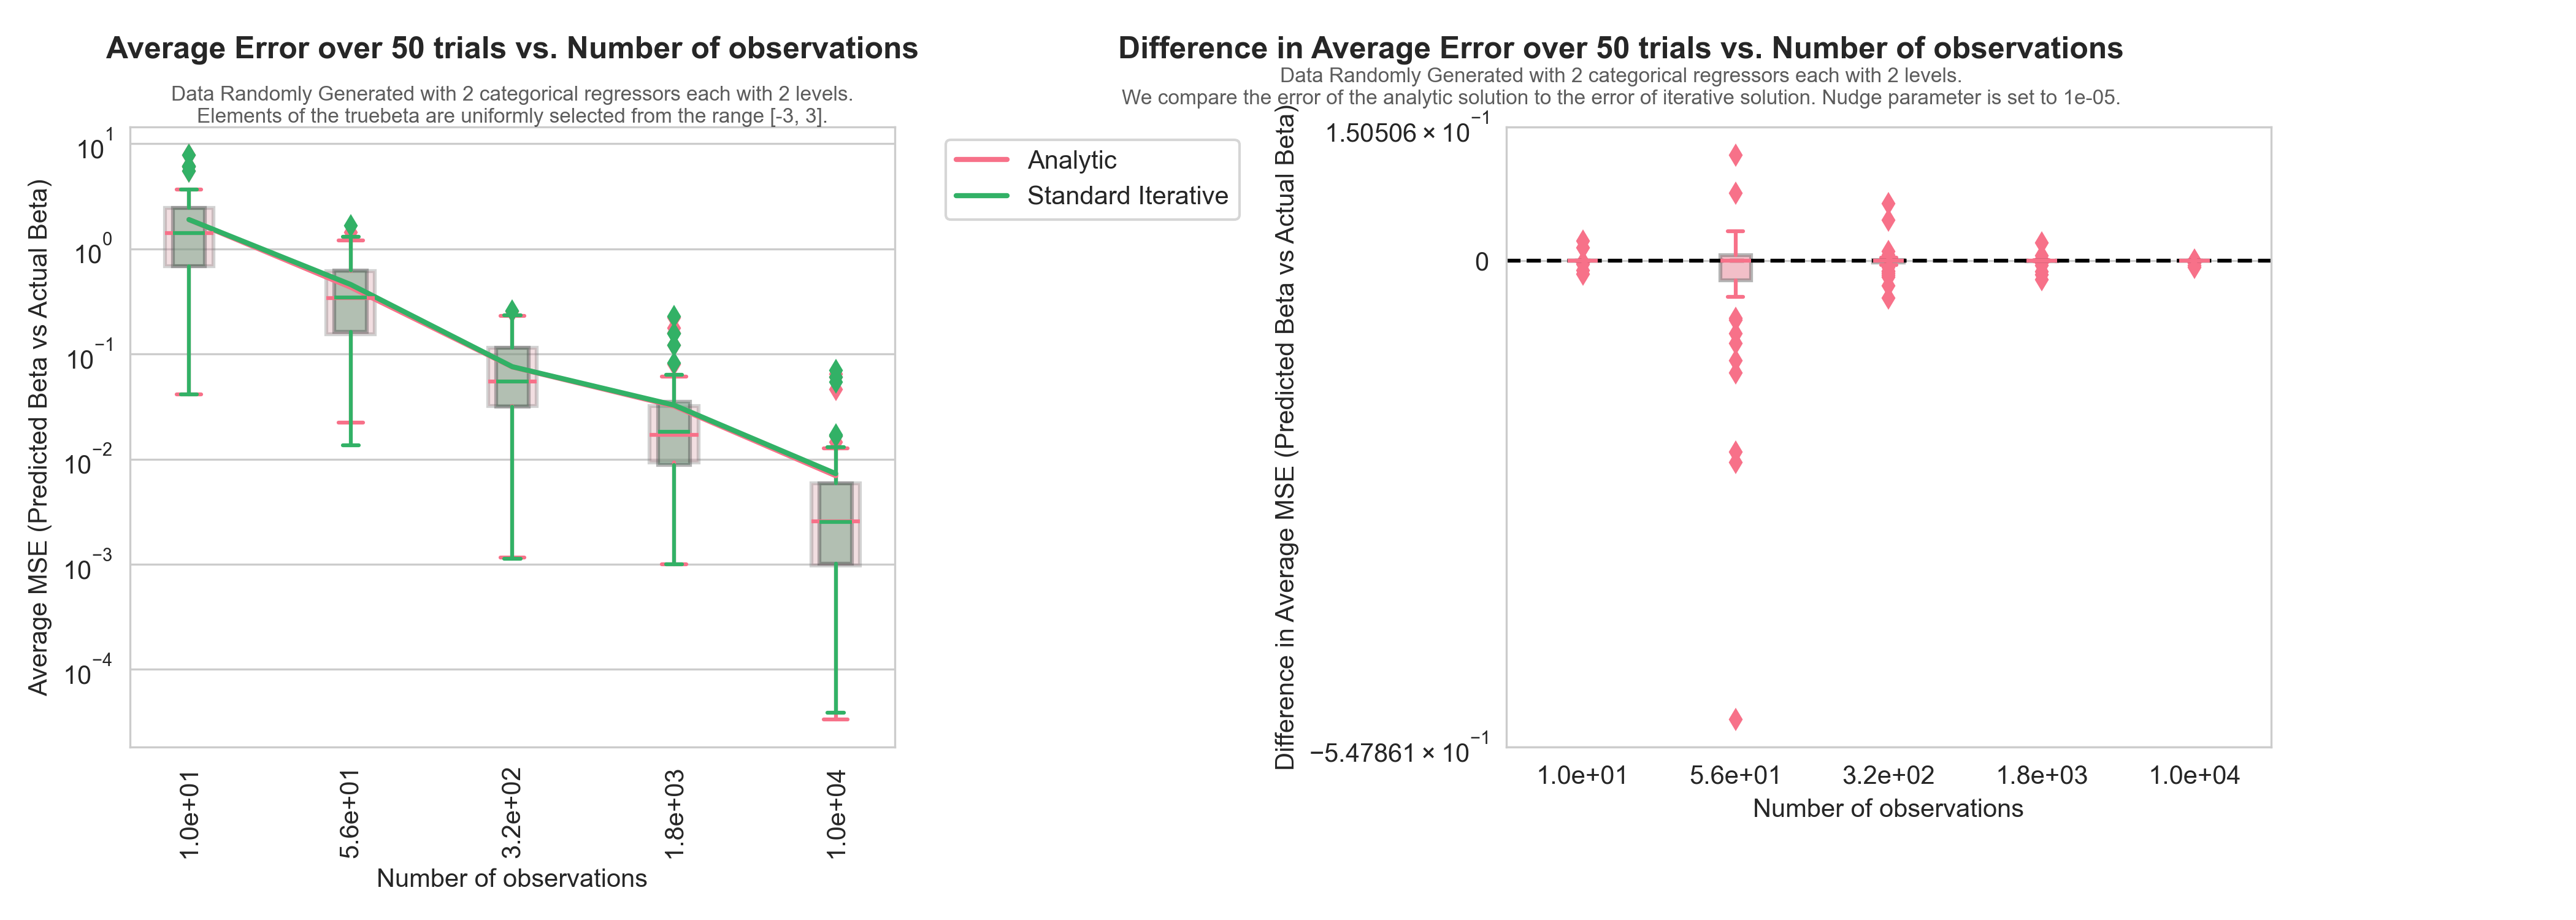 Average Error over 50 trials vs. Number of observations
Data Randomly Generated with 2 categorical regressors each with 2 levels.
Elements of the truebeta are uniformly selected from the range [-3, 3].
Average MSE (Predicted Beta vs Actual Beta)
10^1
10^0
10^−1
10^−2
10^−3
10^−4
1.0e+01
5.6e+01
3.2e+02
1.8e+03
1.0e+04
Number of observations
Analytic
Standard Iterative
Difference in Average Error over 50 trials vs. Number of observations
Data Randomly Generated with 2 categorical regressors each with 2 levels.
We compare the error of the analytic solution to the error of iterative solution. Nudge parameter is set to 1e-05.
Difference in Average MSE (Predicted Beta vs Actual Beta)
1.50506 × 10^−1
0
−5.47861 × 10^−1
1.0e+01
5.6e+01
3.2e+02
1.8e+03
1.0e+04
Number of observations